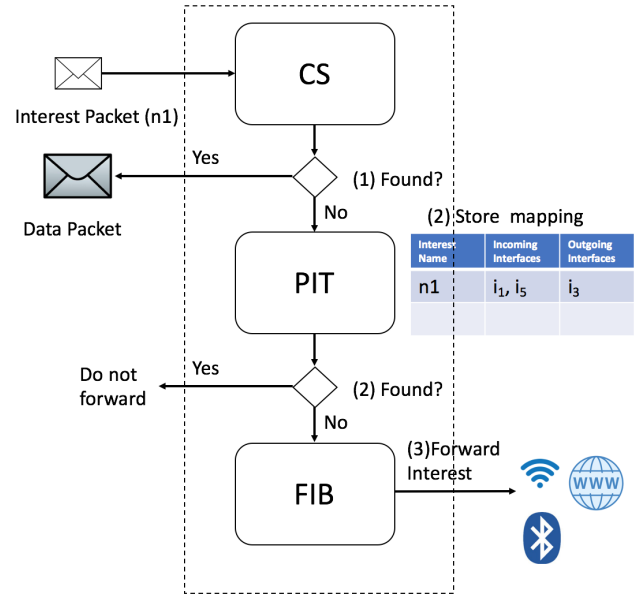 CS
Interest Packet (n1)
Yes
(1) Found?
Data Packet
No
(2) Store mapping
Interest Name
Incoming Interfaces
Outgoing Interfaces
n1
i1, i5
i3
PIT
Yes
Do not
forward
(2) Found?
No
(3)Forward
Interest
FIB
WWW